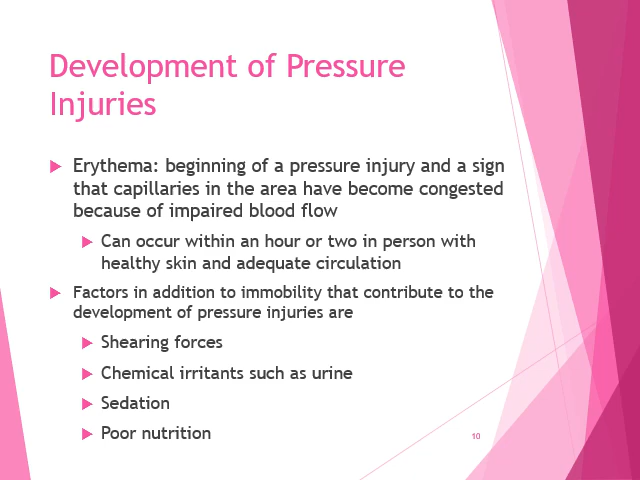 Development of Pressure
Injuries
Erythema: beginning of a pressure injury and a sign
that capillaries in the area have become congested
because of impaired blood flow
Can occur within an hour or two in person with
healthy skin and adequate circulation
Factors in addition to immobility that contribute to the
development of pressure injuries are
Shearing forces
Chemical irritants such as urine
Sedation
Poor nutrition
10